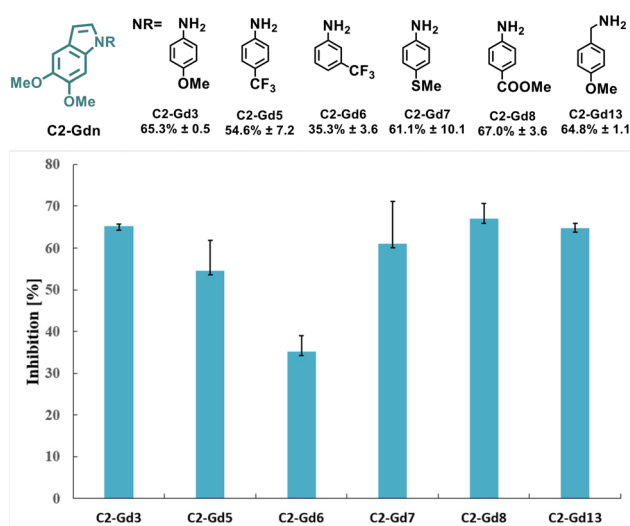 NR=
NH₂
NH₂
NH₂
NH₂
NH₂
NH₂
N
R
MeO
OMe
OMe
CF₃
CF₃
SMe
COOMe
OMe
C2-Gdn
C2-Gd3
C2-Gd5
C2-Gd6
C2-Gd7
C2-Gd8
C2-Gd13
65.3% ± 0.5
54.6% ± 7.2
35.3% ± 3.6
61.1% ± 10.1
67.0% ± 3.6
64.8% ± 1.1
Inhibition [%]
80
70
60
50
40
30
20
10
0
C2-Gd3
C2-Gd5
C2-Gd6
C2-Gd7
C2-Gd8
C2-Gd13